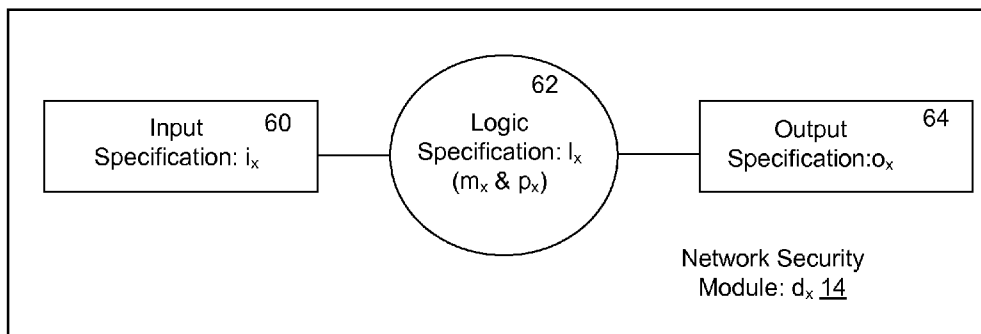 Input 60
Specification: iₓ
62
Logic
Specification: lₓ
(mₓ & pₓ)
Output 64
Specification:oₓ
Network Security
Module: dₓ 14